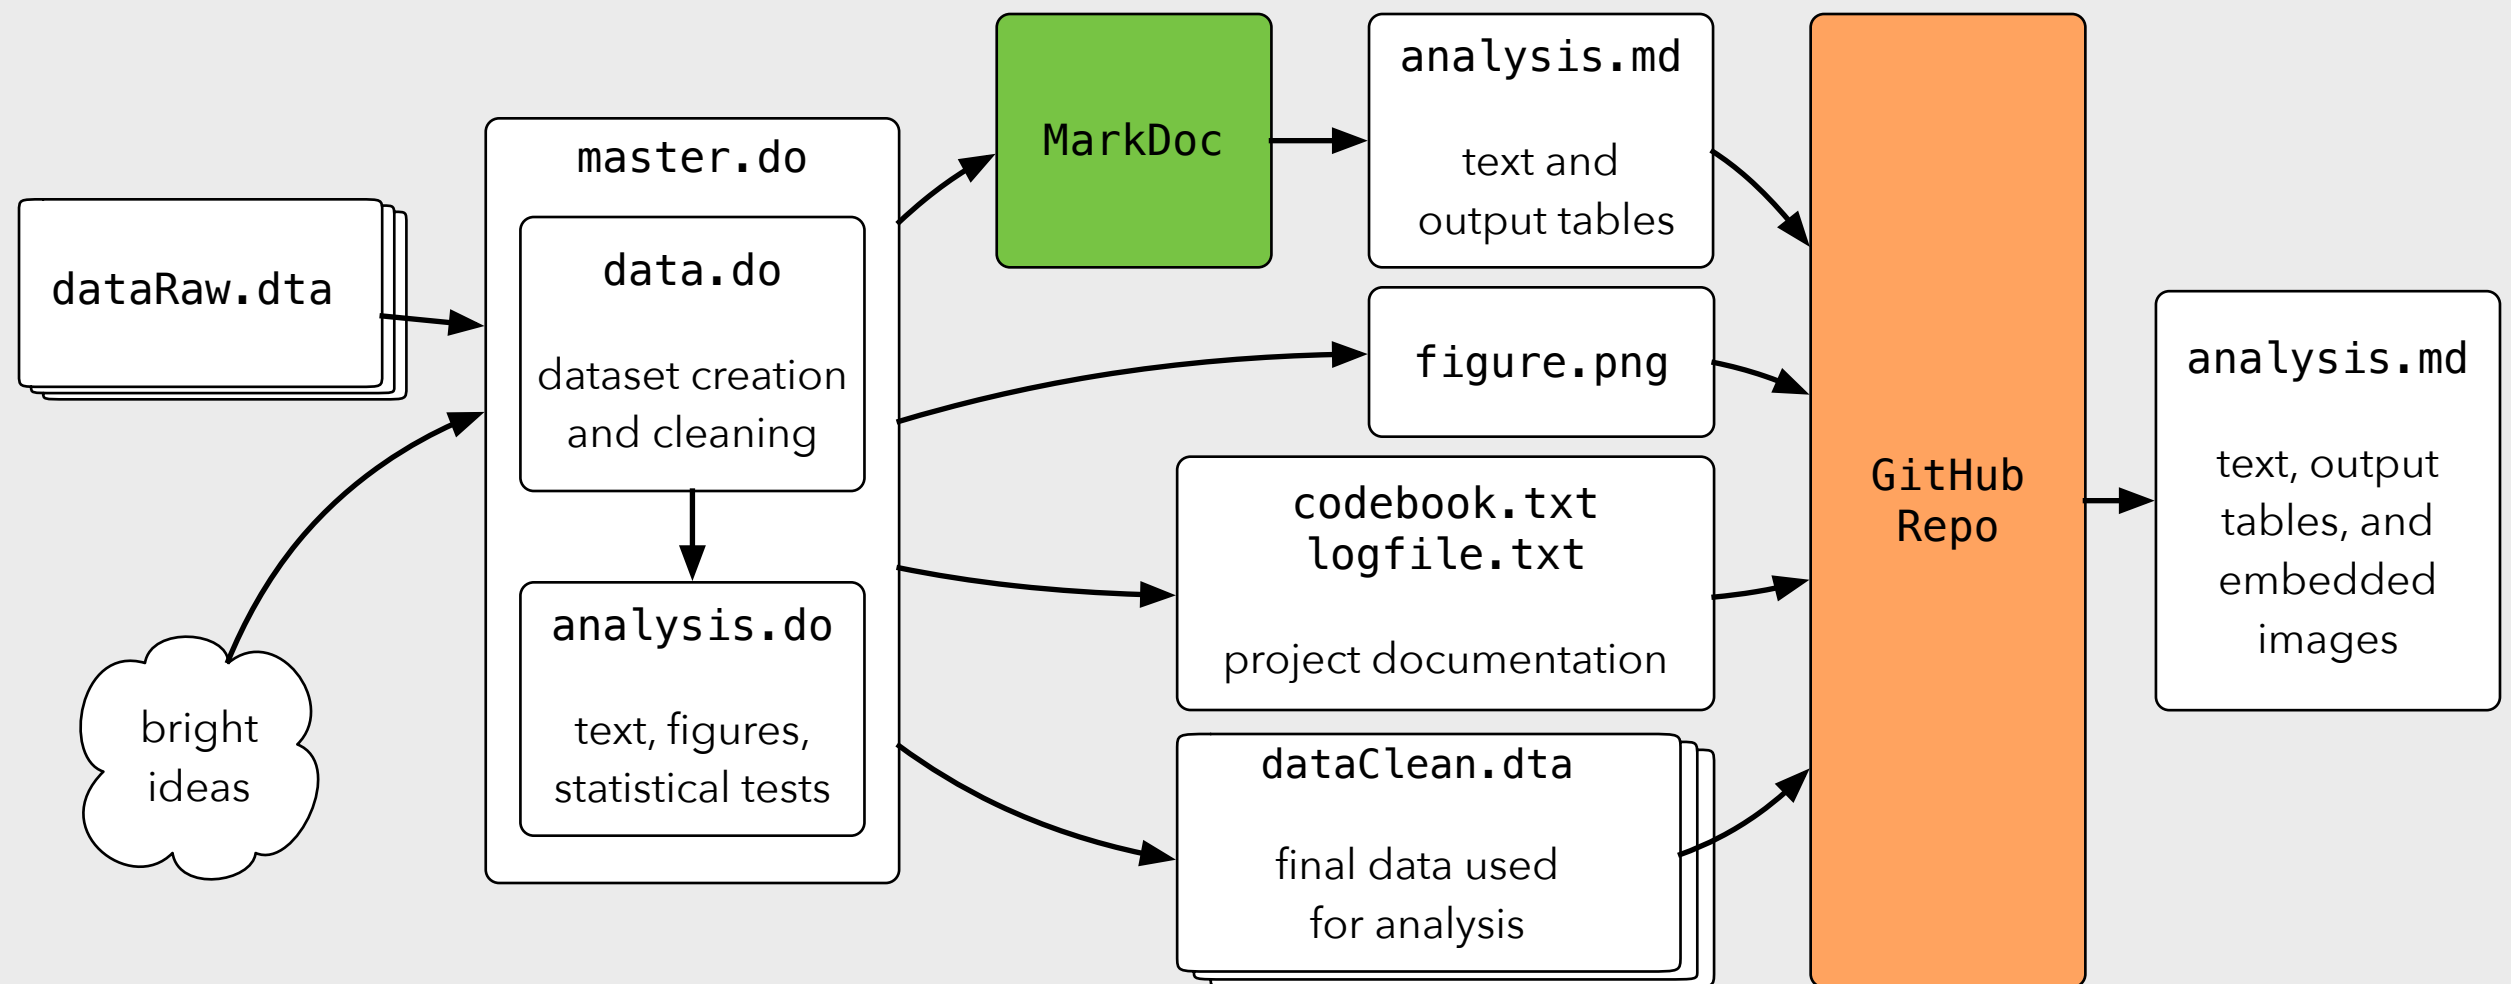 dataRaw.dta
bright
ideas
master.do
data.do
dataset creation
and cleaning
analysis.do
text, figures,
statistical tests
MarkDoc
analysis.md
text and
output tables
figure.png
codebook.txt
logfile.txt
project documentation
dataClean.dta
final data used
for analysis
GitHub
Repo
analysis.md
text, output
tables, and
embedded
images